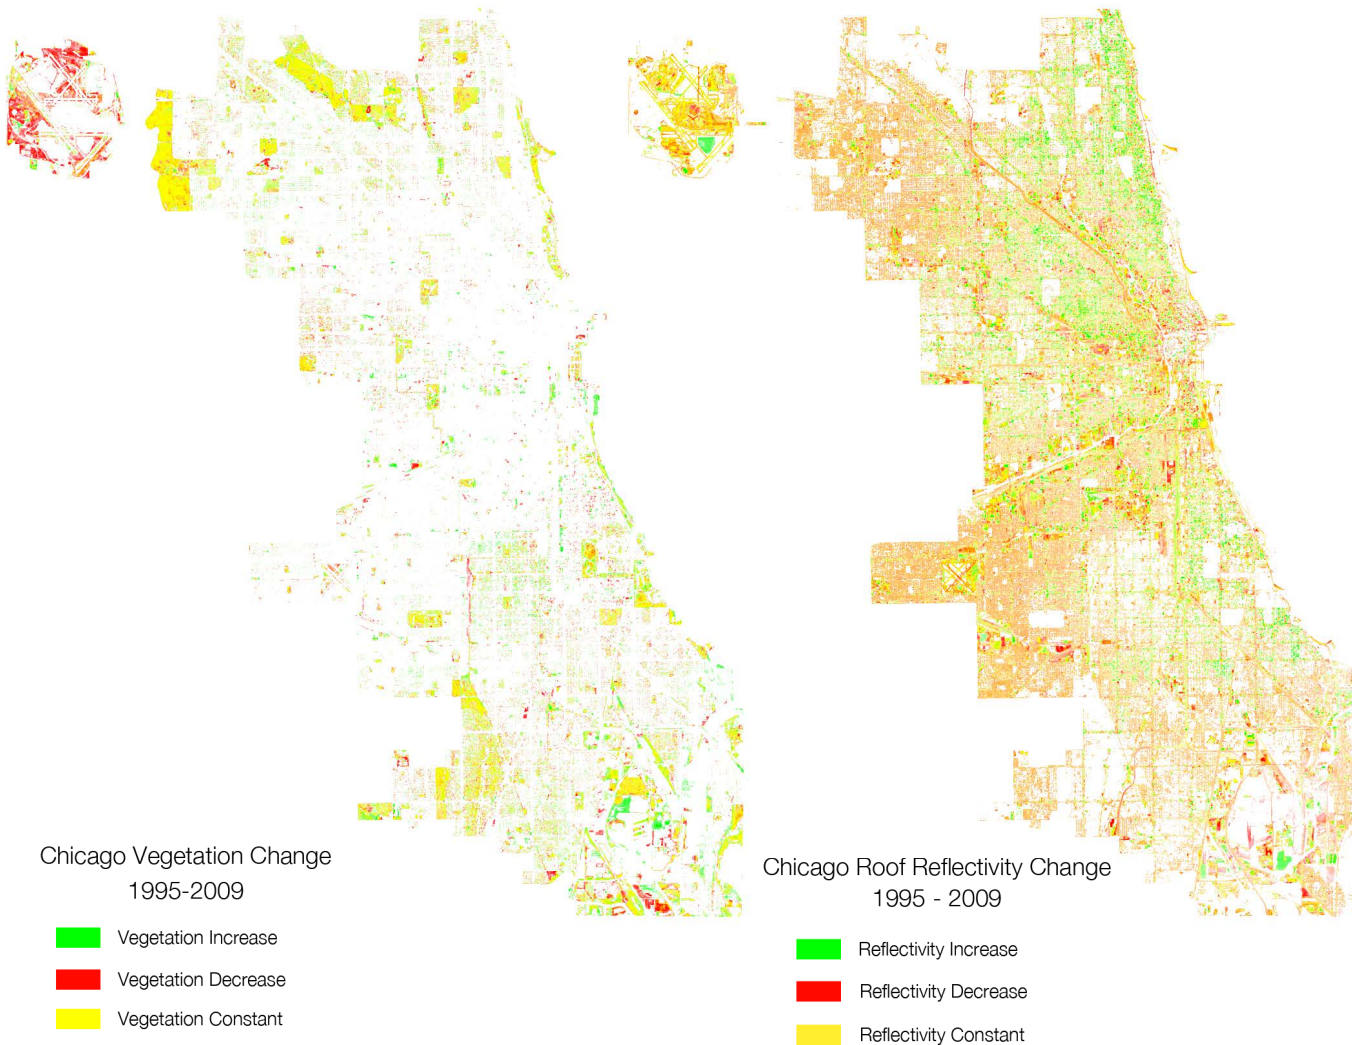 Chicago Vegetation Change
1995-2009
Vegetation Increase
Vegetation Decrease
Vegetation Constant
Chicago Roof Reflectivity Change
1995 - 2009
Reflectivity Increase
Reflectivity Decrease
Reflectivity Constant